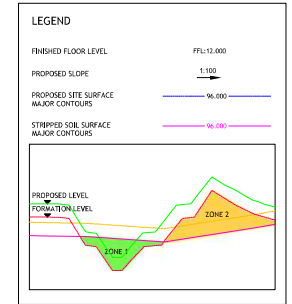 LEGEND
FINISHED FLOOR LEVEL FFL:12.000
PROPOSED SLOPE 1:100
PROPOSED SITE SURFACE
MAJOR CONTOURS 96.000
STRIPPED SOIL SURFACE
MAJOR CONTOURS 96.000
PROPOSED LEVEL
FORMATION LEVEL
ZONE 2
ZONE 1